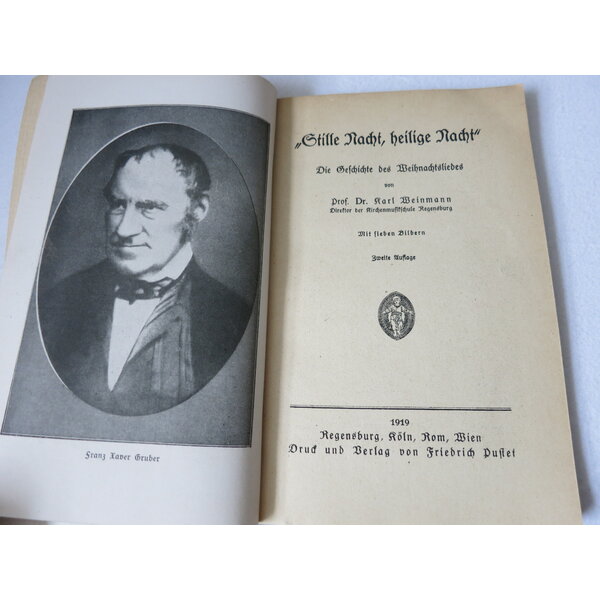 Franz Xaver Gruber
„Stille Nacht, heilige Nacht“
Die Geschichte des Weihnachtsliedes
von
Prof. Dr. Karl Weinmann
Direktor der Kirchenmusikschule Regensburg
Mit sieben Bildern
Zweite Auflage
1919
Regensburg, Köln, Rom, Wien
Druck und Verlag von Friedrich Pustet